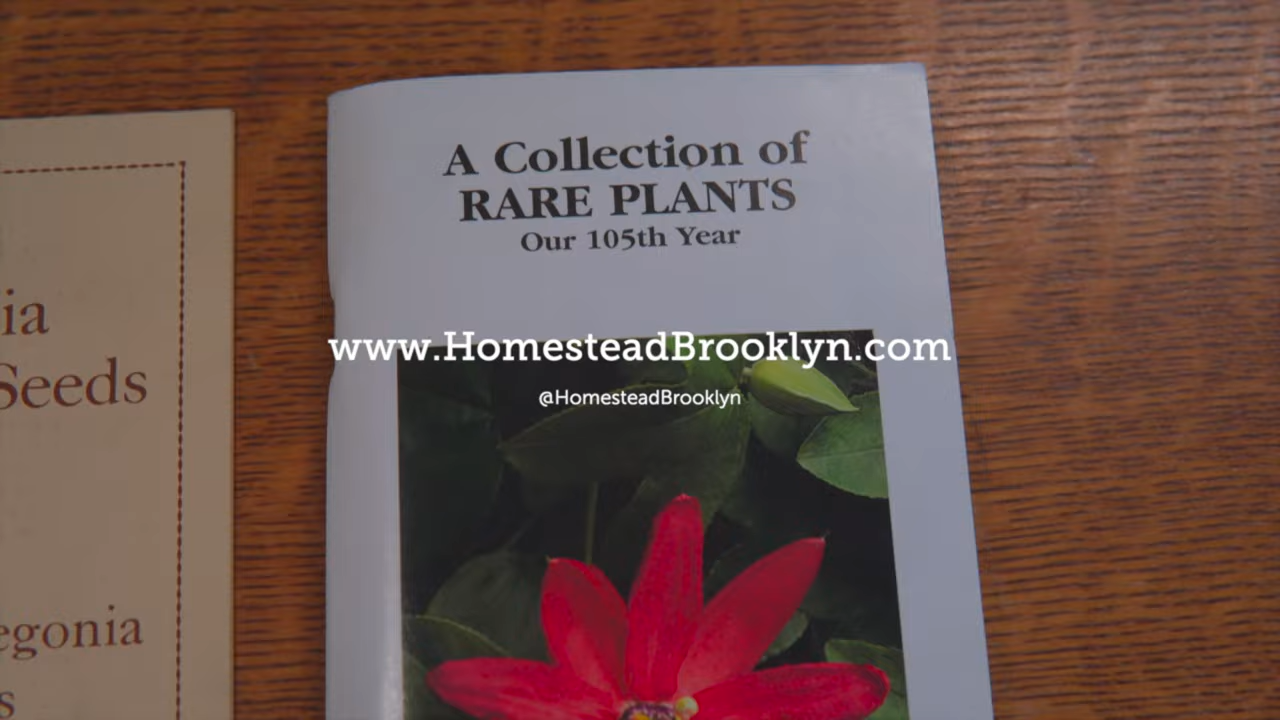 A Collection of
RARE PLANTS
Our 105th Year
www.HomesteadBrooklyn.com
@HomesteadBrooklyn
ia
Seeds
egonia
s